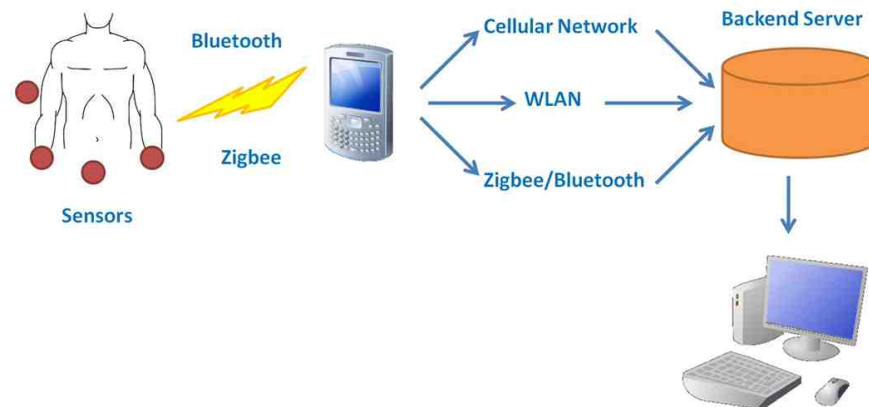 Bluetooth
Zigbee
Sensors
Cellular Network
WLAN
Zigbee/Bluetooth
Backend Server